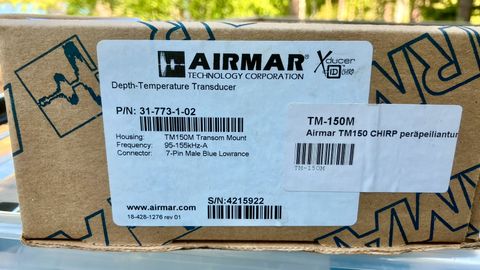 AIRMAR
TECHNOLOGY CORPORATION
Xducer
ID CHIRP
Depth-Temperature Transducer
P/N: 31-773-1-02
Housing: TM150M Transom Mount
Frequency: 95-155kHz-A
Connector: 7-Pin Male Blue Lowrance
www.airmar.com
18-428-1276 rev 01
S/N:4215922
TM-150M
Airmar TM150 CHIRP peräpeiliantur
TM-150M